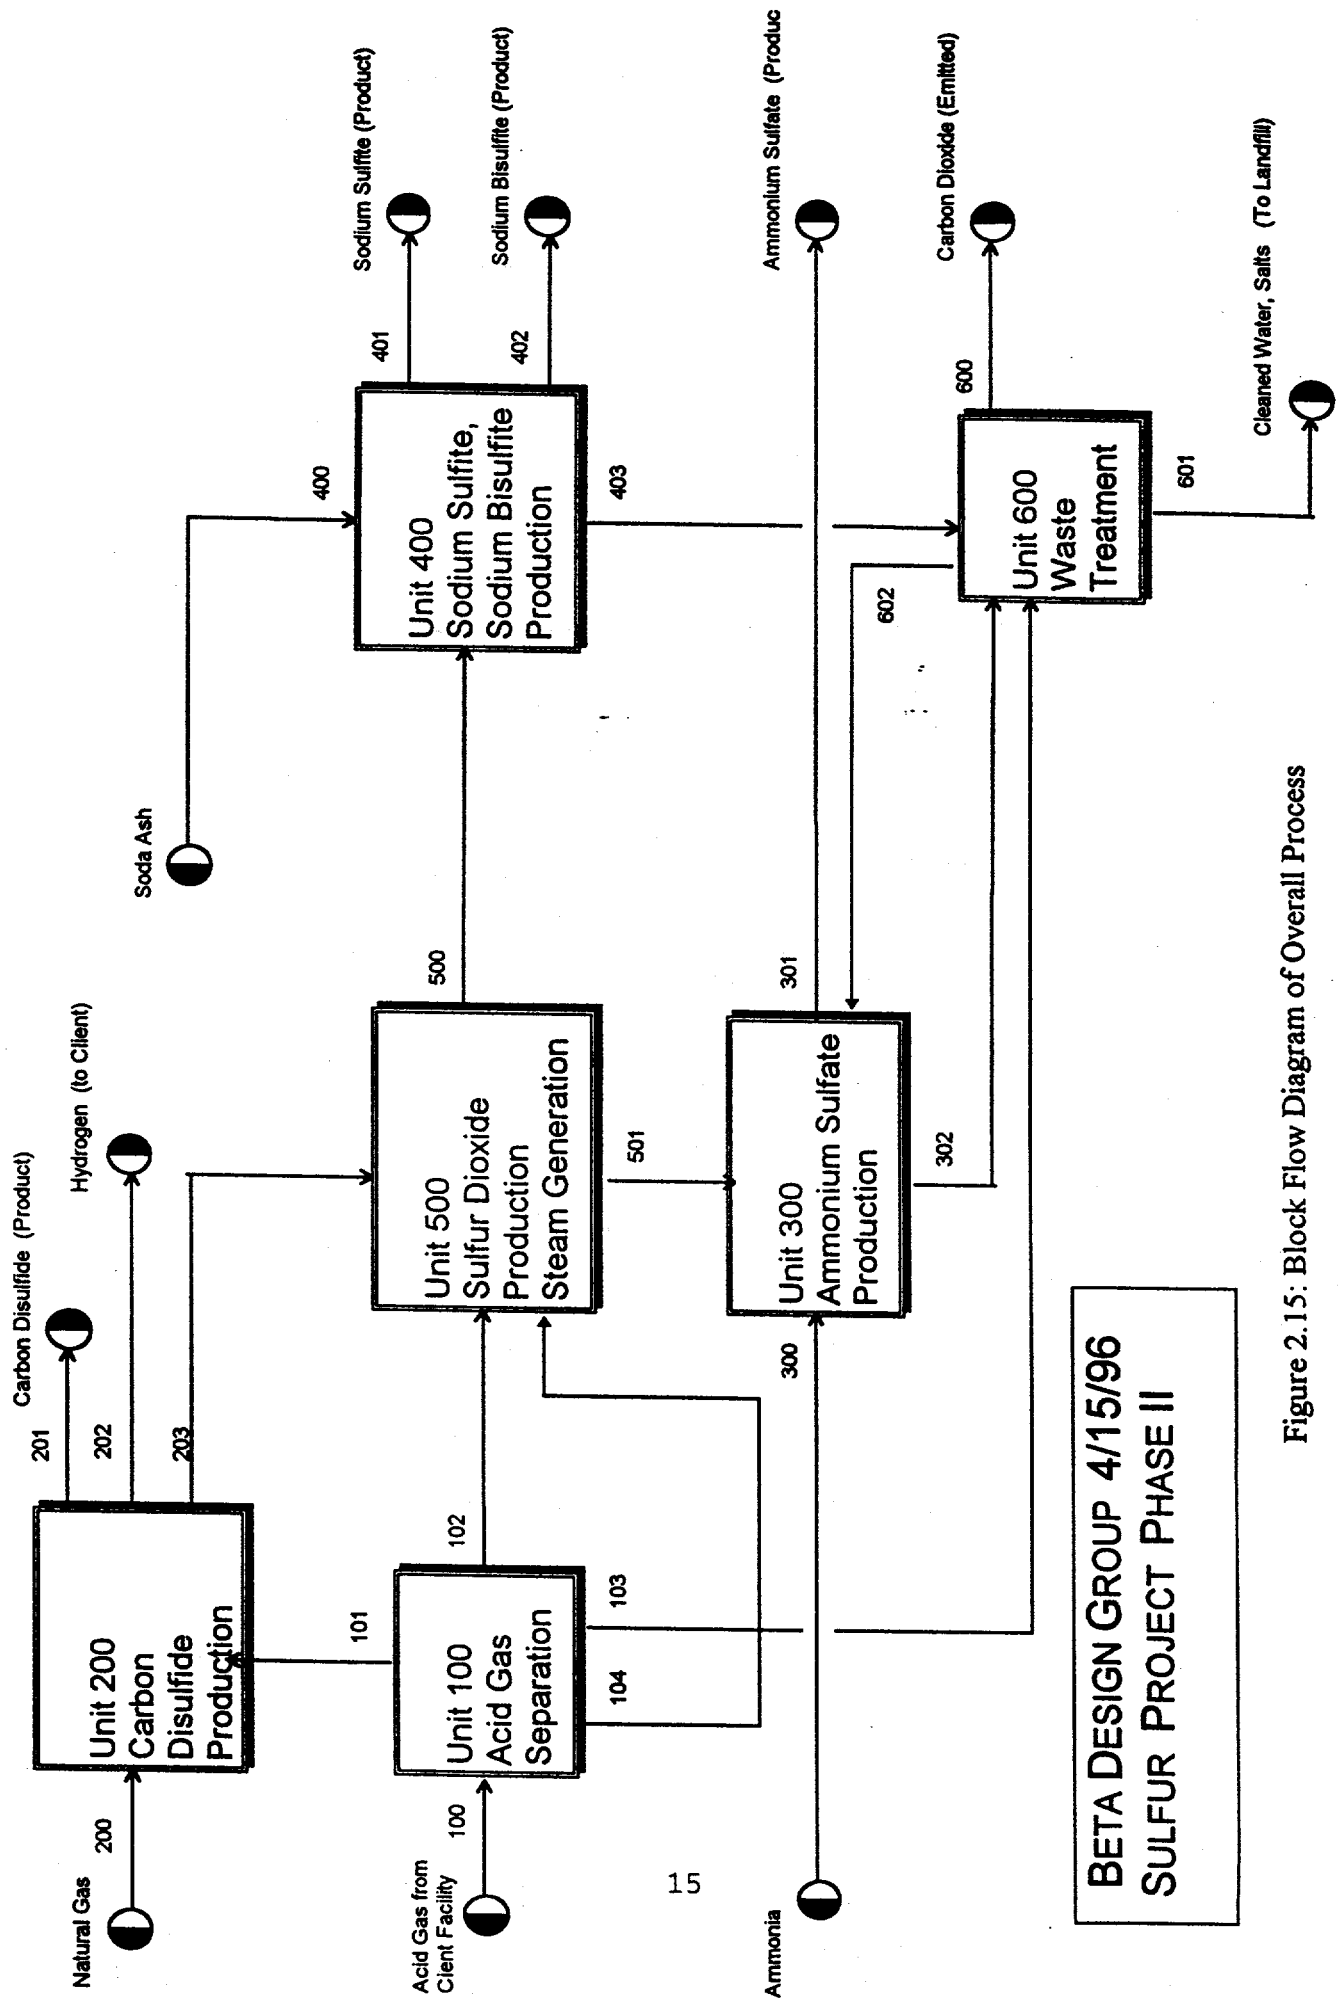 Carbon Disulfide (Product)
201
Hydrogen (to Client)
202
203
Natural Gas
200
Unit 200
Carbon
Disulfide
Production
Soda Ash
400
Sodium Sulfite (Product)
401
Sodium Bisulfite (Product)
402
Unit 400
Sodium Sulfite,
Sodium Bisulfite
Production
403
500
Unit 500
Sulfur Dioxide
Production
Steam Generation
501
101
102
Acid Gas from
Cient Facility
100
Unit 100
Acid Gas
Separation
103
104
Ammonia
300
Unit 300
Ammonium Sulfate
Production
301
302
Ammonium Sulfate (Produc
602
Carbon Dioxide (Emitted)
600
Unit 600
Waste
Treatment
601
Cleaned Water, Salts (To Landfill)
BETA DESIGN GROUP 4/15/96
SULFUR PROJECT PHASE II
Figure 2.15: Block Flow Diagram of Overall Process
15